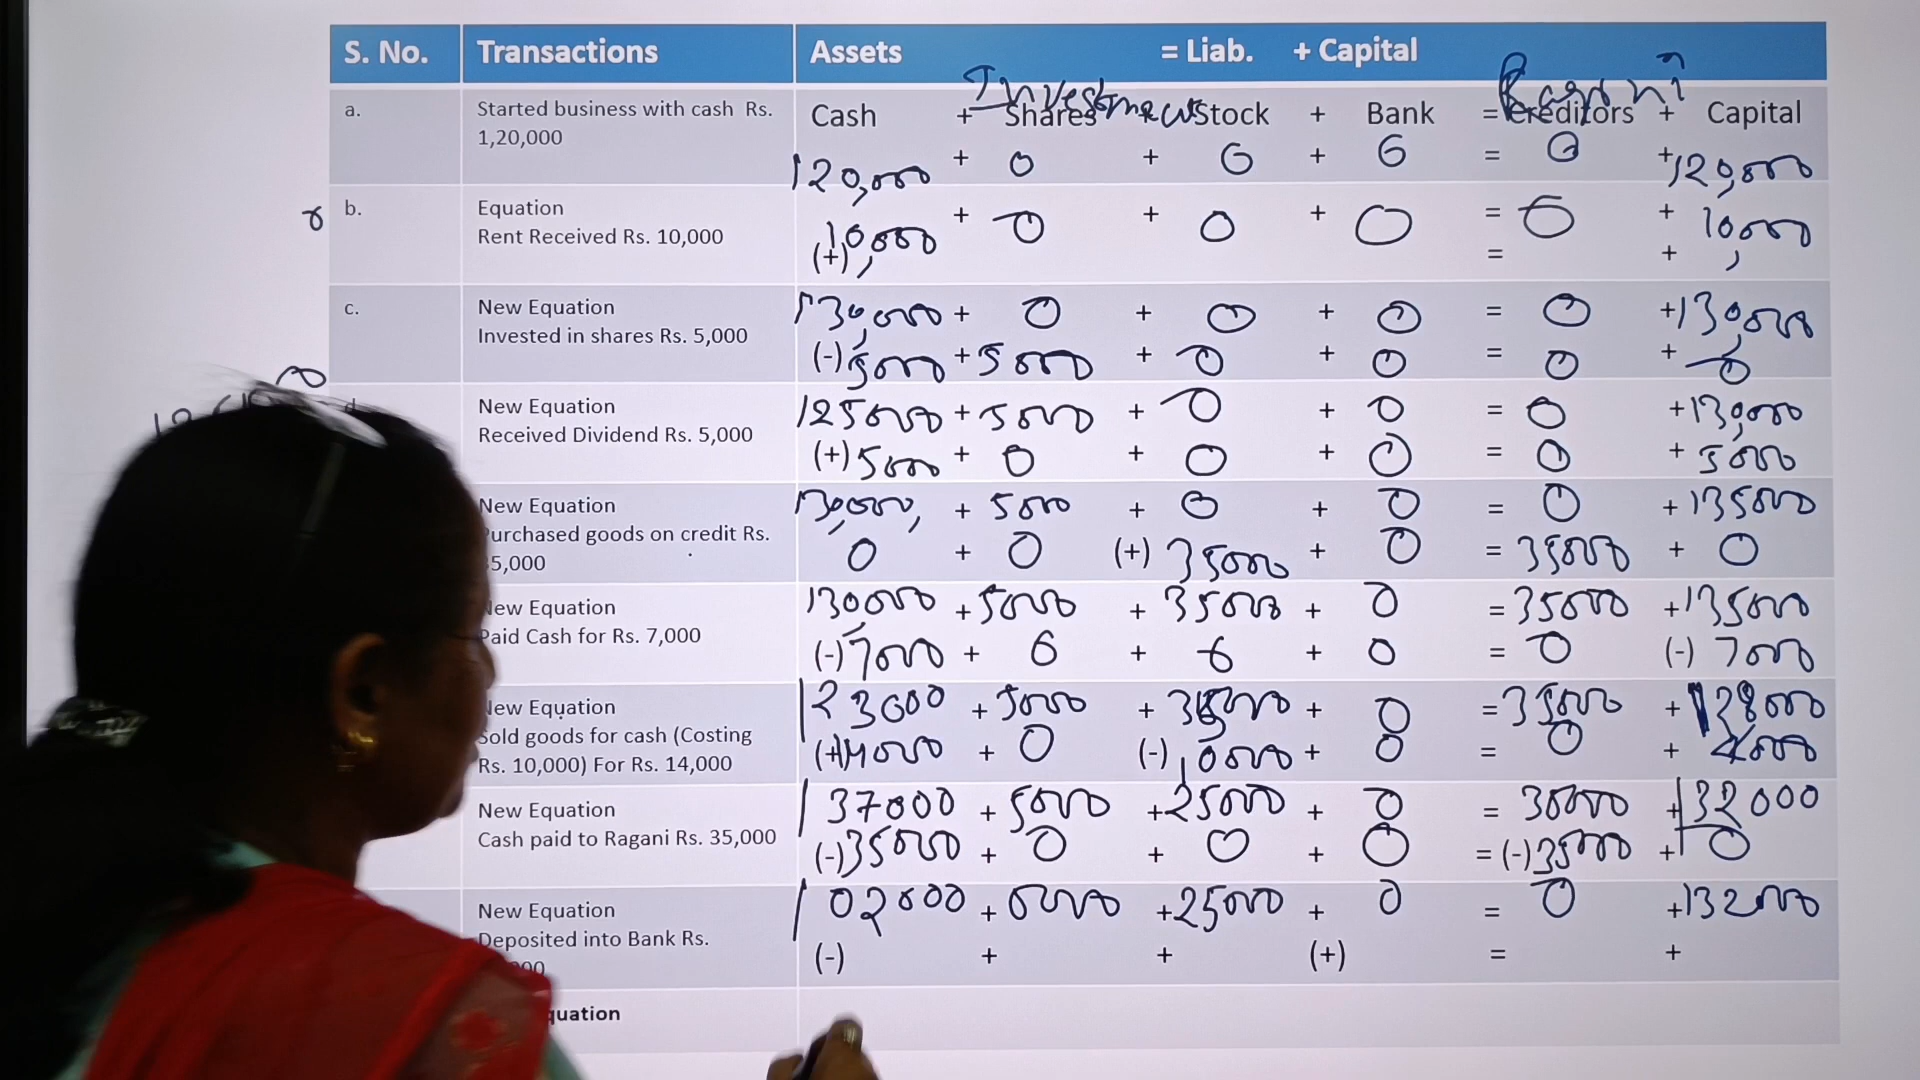 S. No. Transactions Assets = Liab. + Capital
Investment Ragani
a. Started business with cash Rs. 1,20,000 Cash + Shares + Stock + Bank = Creditors + Capital
120,000 + 0 + 0 + 0 = 0 + 120,000
b. Equation + 0 + 0 + 0 = 0 + 10,000
Rent Received Rs. 10,000 (+) 10,000 = +
c. New Equation 130,000 + 0 + 0 + 0 = 0 + 130,000
Invested in shares Rs. 5,000 (-) 5000 + 5000 + 0 + 0 = 0 + 0
New Equation 125000 + 5000 + 0 + 0 = 0 + 130,000
Received Dividend Rs. 5,000 (+) 5000 + 0 + 0 + 0 = 0 + 5000
New Equation 130,000, + 5000 + 0 + 0 = 0 + 135000
Purchased goods on credit Rs. 0 + 0 (+) 35000 + 0 = 35000 + 0
5,000
New Equation 130000 + 5000 + 35000 + 0 = 35000 + 135000
Paid Cash for Rs. 7,000 (-) 7000 + 0 + 0 + 0 = 0 (-) 7000
New Equation 123000 + 5000 + 35000 + 0 = 35000 + 128000
Sold goods for cash (Costing (+) 14000 + 0 (-) 10000 + 0 = 0 + 4000
Rs. 10,000) For Rs. 14,000
New Equation 137000 + 5000 + 25000 + 0 = 35000 + 132000
Cash paid to Ragani Rs. 35,000 (-) 35000 + 0 + 0 + 0 = (-) 35000 + 0
New Equation 102000 + 5000 + 25000 + 0 = 0 + 132000
Deposited into Bank Rs. (-) + + (+) = +
00
quation